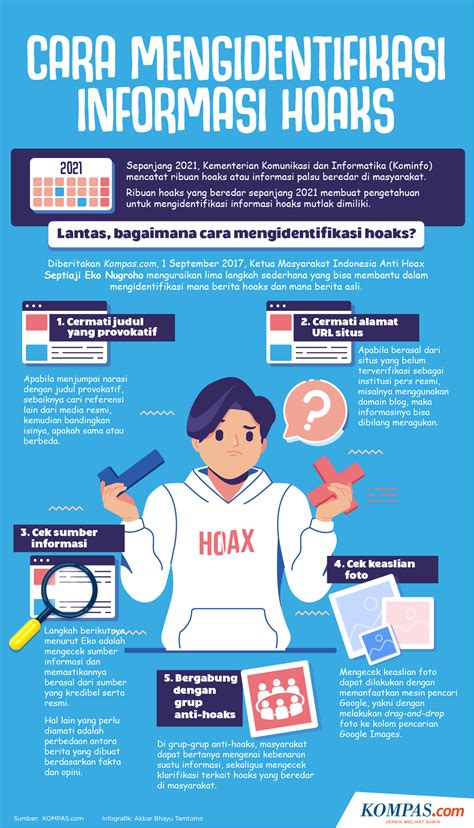 CARA MENGIDENTIFIKASI
INFORMASI HOAKS
2021
Sepanjang 2021, Kementerian Komunikasi dan Informatika (Kominfo)
mencatat ribuan hoaks atau informasi palsu beredar di masyarakat.
Ribuan hoaks yang beredar sepanjang 2021 membuat pengetahuan
untuk mengidentifikasi informasi hoaks mutlak dimiliki.
Lantas, bagaimana cara mengidentifikasi hoaks?
Diberitakan Kompas.com, 1 September 2017, Ketua Masyarakat Indonesia Anti Hoax
Septiaji Eko Nugroho menguraikan lima langkah sederhana yang bisa membantu dalam
mengidentifikasi mana berita hoaks dan mana berita asli.
1. Cermati judul
yang provokatif
Apabila menjumpai narasi
dengan judul provokatif,
sebaiknya cari referensi
lain dari media resmi,
kemudian bandingkan
isinya, apakah sama atau
berbeda.
2. Cermati alamat
URL situs
Apabila berasal dari
situs yang belum
terverifikasi sebagai
institusi pers resmi,
misalnya menggunakan
domain blog, maka
informasinya bisa
dibilang meragukan.
?
HOAX
3. Cek sumber
informasi
Langkah berikutnya
menurut Eko adalah
mengecek sumber
informasi dan
memastikannya
berasal dari sumber
yang kredibel serta
resmi.
Hal lain yang perlu
diamati adalah
perbedaan antara
berita yang dibuat
berdasarkan fakta
dan opini.
4. Cek keaslian
foto
Mengecek keaslian foto
dapat dilakukan dengan
memanfaatkan mesin pencari
Google, yakni dengan
melakukan drag-and-drop
foto ke kolom pencarian
Google Images.
5. Bergabung
dengan
grup
anti-hoaks
Di grup-grup anti-hoaks, masyarakat
dapat bertanya mengenai kebenaran
suatu informasi, sekaligus mengecek
klarifikasi terkait hoaks yang beredar
di masyarakat.
Sumber: KOMPAS.com
Infografik: Akbar Bhayu Tamtomo
KOMPAS.com
JERNIH MELIHAT DUNIA